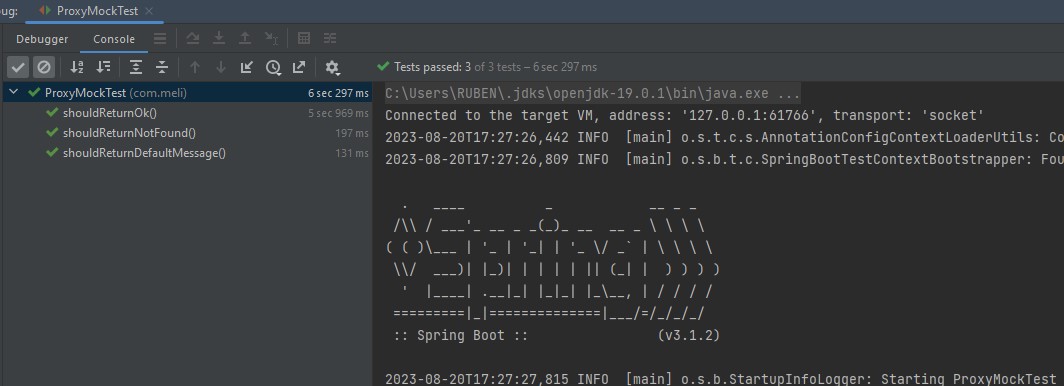 ug: ProxyMockTest
Debugger Console
Tests passed: 3 of 3 tests – 6 sec 297 ms
ProxyMockTest (com.meli) 6 sec 297 ms
shouldReturnOk() 5 sec 969 ms
shouldReturnNotFound() 197 ms
shouldReturnDefaultMessage() 131 ms
C:\Users\RUBEN\.jdks\openjdk-19.0.1\bin\java.exe ...
Connected to the target VM, address: '127.0.0.1:61766', transport: 'socket'
2023-08-20T17:27:26,442 INFO  [main] o.s.t.c.s.AnnotationConfigContextLoaderUtils: Co
2023-08-20T17:27:26,809 INFO  [main] o.s.b.t.c.SpringBootTestContextBootstrapper: Fou
  .   ____          _            __ _ _
 /\\ / ___'_ __ _ _(_)_ __  __ _ \ \ \ \
( ( )\___ | '_ | '_| | '_ \/ _` | \ \ \ \
 \\/  ___)| |_)| | | | | || (_| |  ) ) ) )
  '  |____| .__|_| |_|_| |_\__, | / / / /
 =========|_|==============|___/=/_/_/_/
 :: Spring Boot ::                (v3.1.2)
2023-08-20T17:27:27,815 INFO  [main] o.s.b.StartupInfoLogger: Starting ProxyMockTest